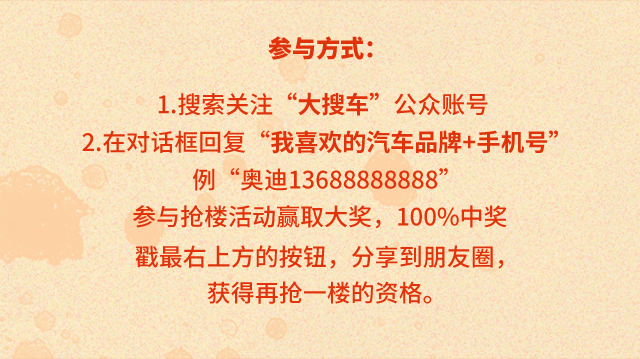 参与方式：
1.搜索关注“大搜车”公众账号
2.在对话框回复“我喜欢的汽车品牌+手机号”
例“奥迪13688888888”
参与抢楼活动赢取大奖，100%中奖
戳最右上方的按钮，分享到朋友圈，
获得再抢一楼的资格。